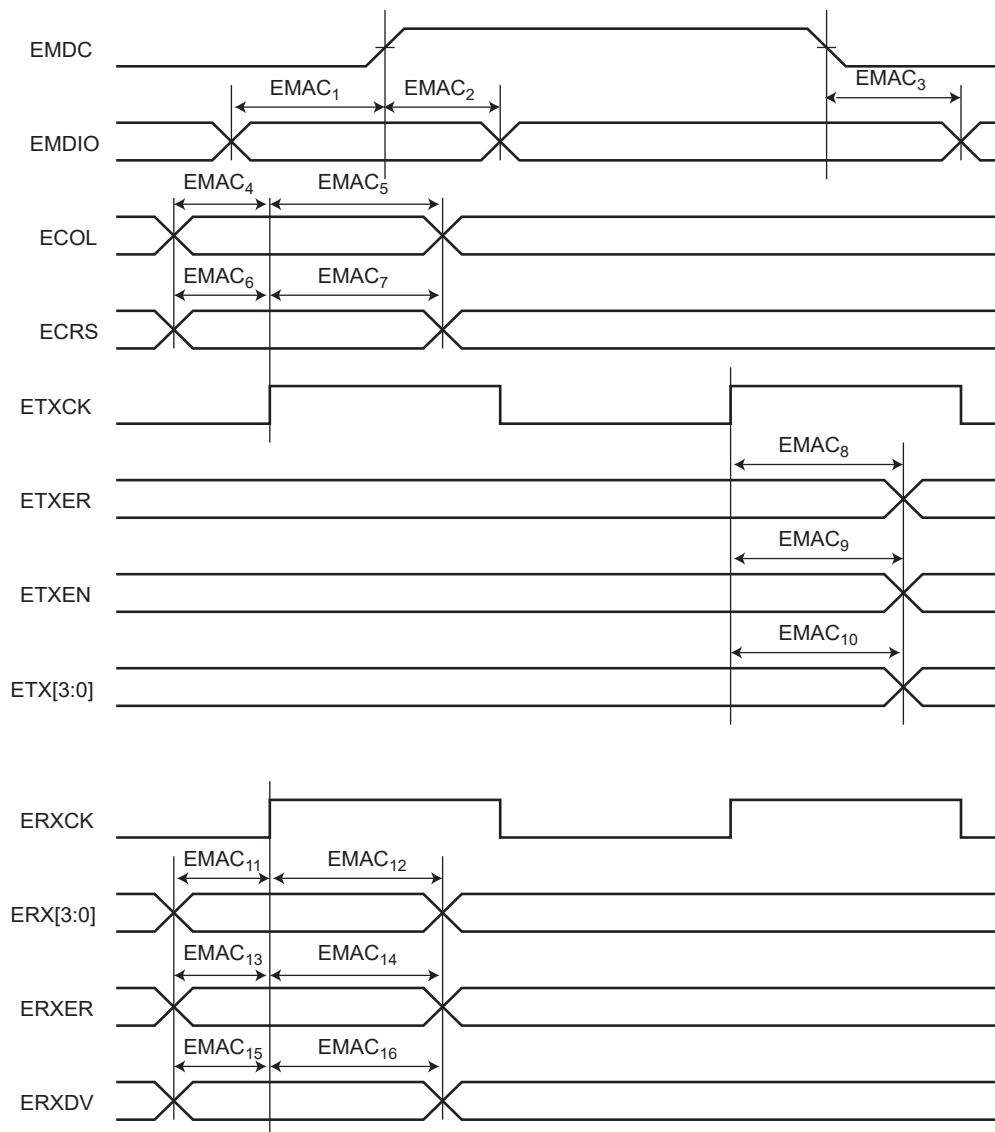 EMDC
EMAC₁ EMAC₂ EMAC₃
EMDIO
EMAC₄ EMAC₅
ECOL
EMAC₆ EMAC₇
ECRS
ETXCK
EMAC₈
ETXER
EMAC₉
ETXEN
EMAC₁₀
ETX[3:0]
ERXCK
EMAC₁₁ EMAC₁₂
ERX[3:0]
EMAC₁₃ EMAC₁₄
ERXER
EMAC₁₅ EMAC₁₆
ERXDV